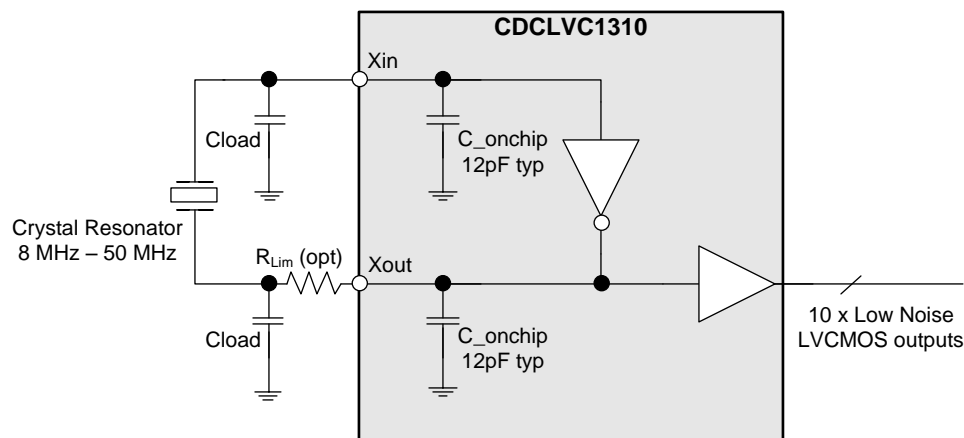 CDCLVC1310
Xin
Cload
C_onchip
12pF typ
Crystal Resonator
8 MHz – 50 MHz
RLim (opt)
Xout
Cload
C_onchip
12pF typ
10 x Low Noise
LVCMOS outputs